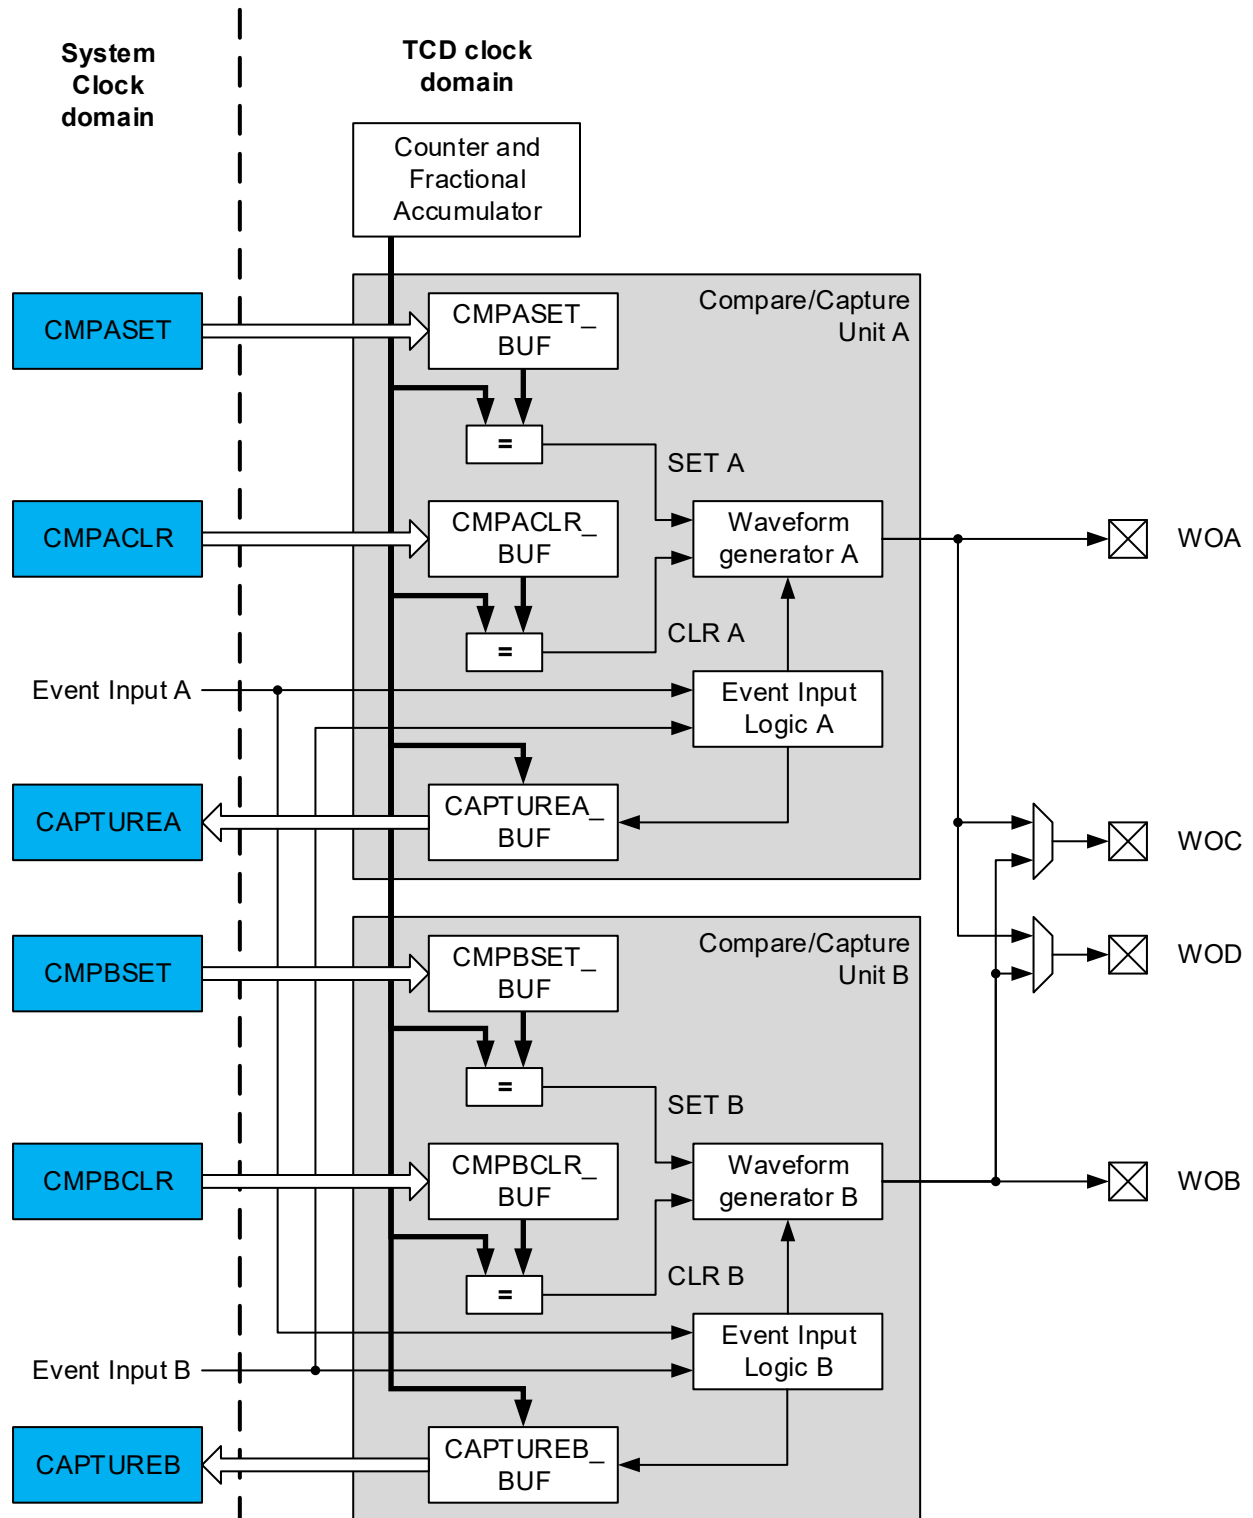 System
Clock
domain
TCD clock
domain
Counter and
Fractional
Accumulator
Compare/Capture
Unit A
CMPASET
CMPASET_
BUF
=
SET A
CMPACLR
CMPACLR_
BUF
Waveform
generator A
WOA
=
CLR A
Event Input A
Event Input
Logic A
CAPTUREA
CAPTUREA_
BUF
WOC
Compare/Capture
Unit B
CMPBSET
CMPBSET_
BUF
WOD
=
SET B
CMPBCLR
CMPBCLR_
BUF
Waveform
generator B
WOB
=
CLR B
Event Input B
Event Input
Logic B
CAPTUREB
CAPTUREB_
BUF